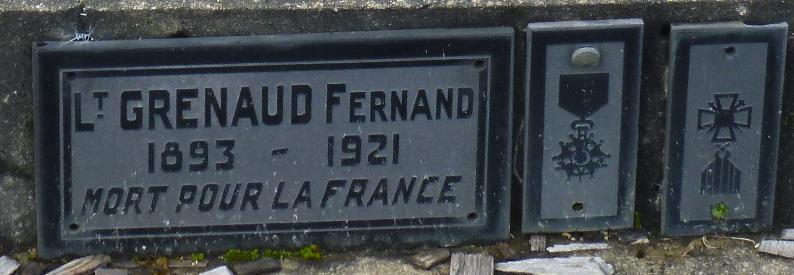 LT GRENAUD FERNAND
1893 - 1921
MORT POUR LA FRANCE